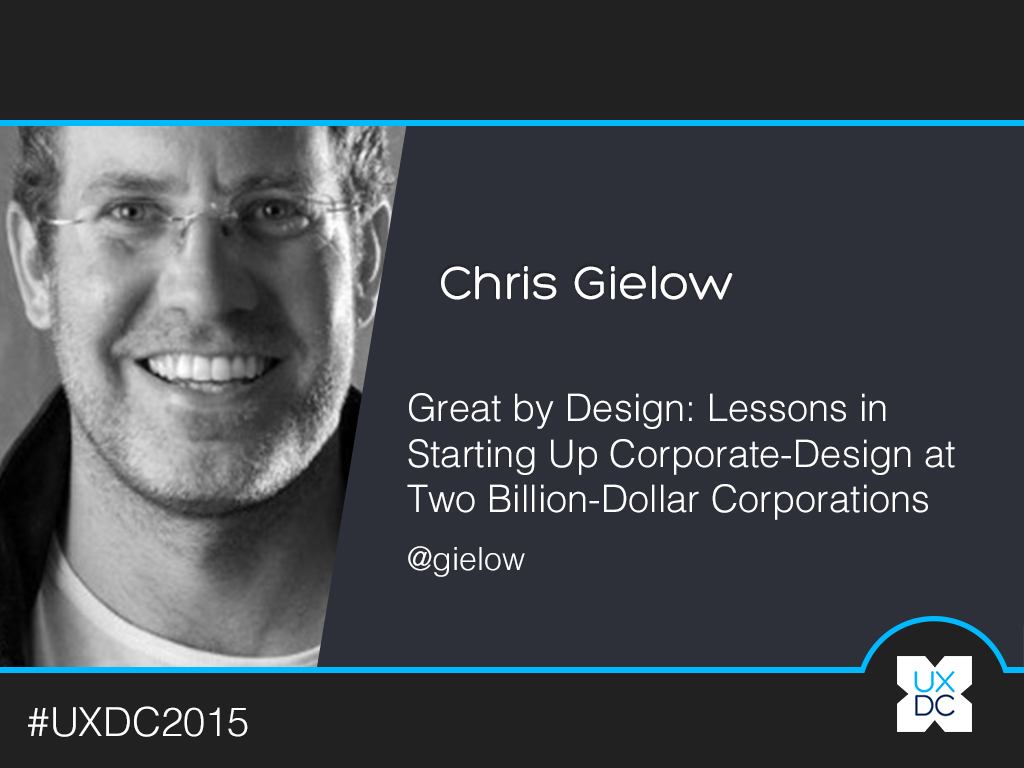 Chris Gielow
Great by Design: Lessons in
Starting Up Corporate-Design at
Two Billion-Dollar Corporations
@gielow
UX
DC
#UXDC2015